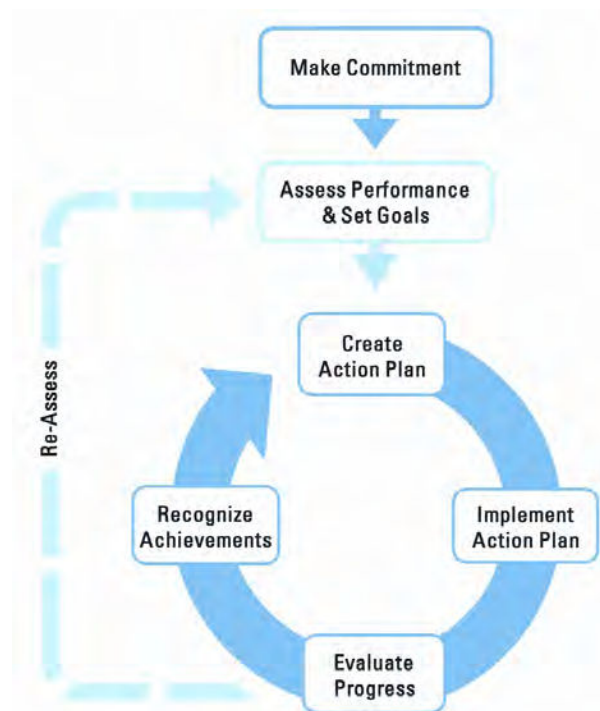 Make Commitment
Assess Performance
& Set Goals
Create
Action Plan
Re-Assess
Recognize
Achievements
Implement
Action Plan
Evaluate
Progress